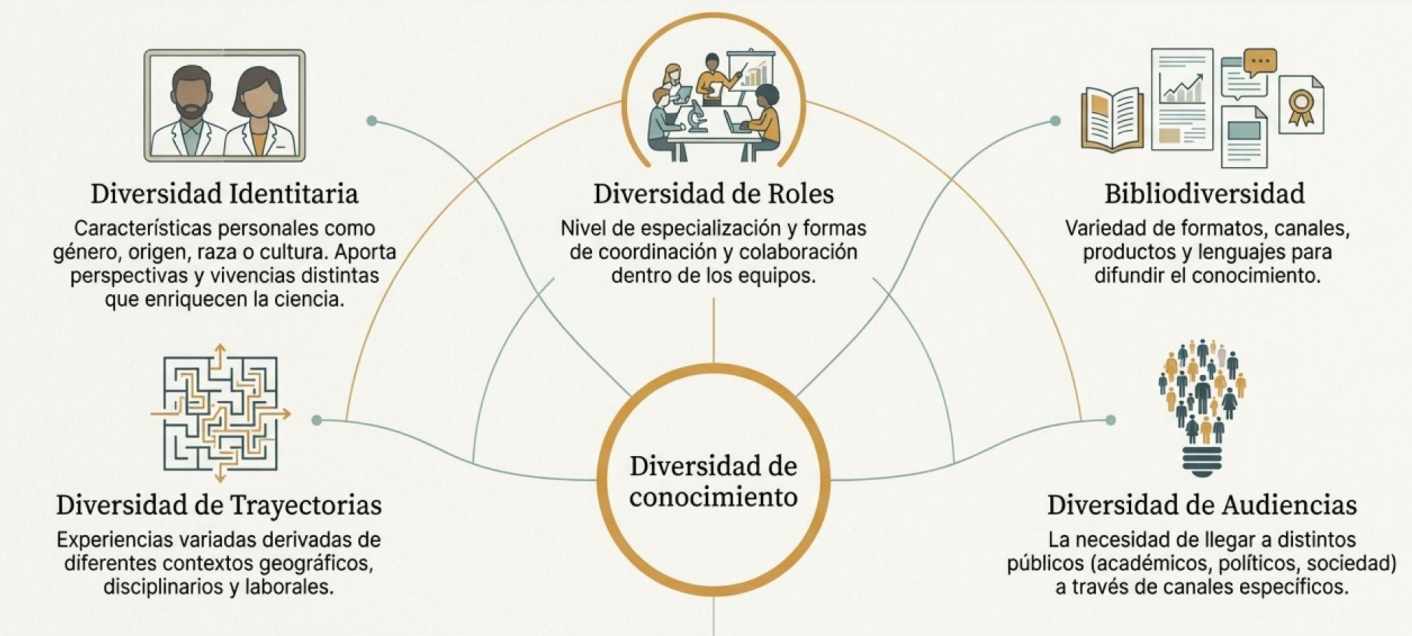 Diversidad Identitaria
Características personales como
género, origen, raza o cultura. Aporta
perspectivas y vivencias distintas
que enriquecen la ciencia.
Diversidad de Roles
Nivel de especialización y formas
de coordinación y colaboración
dentro de los equipos.
Bibliodiversidad
Variedad de formatos, canales,
productos y lenguajes para
difundir el conocimiento.
Diversidad de Trayectorias
Experiencias variadas derivadas de
diferentes contextos geográficos,
disciplinarios y laborales.
Diversidad de
conocimiento
Diversidad de Audiencias
La necesidad de llegar a distintos
públicos (académicos, políticos, sociedad)
a través de canales específicos.